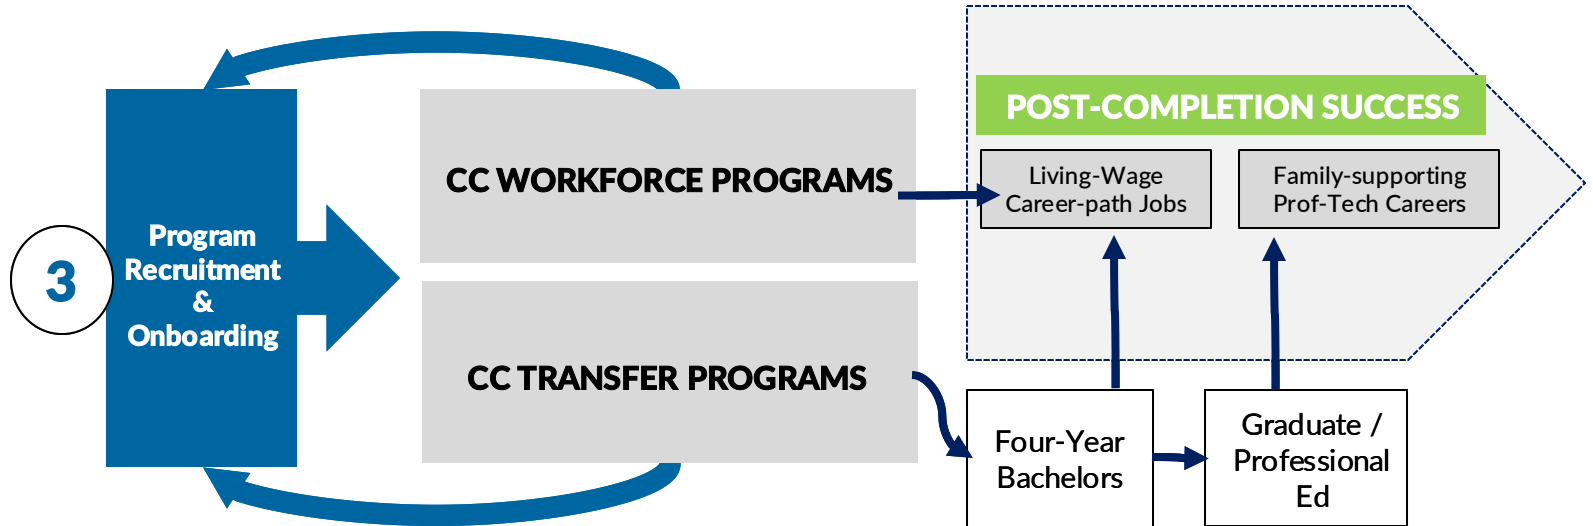 3
Program
Recruitment
&
Onboarding
CC WORKFORCE PROGRAMS
CC TRANSFER PROGRAMS
POST-COMPLETION SUCCESS
Living-Wage
Career-path Jobs
Family-supporting
Prof-Tech Careers
Four-Year
Bachelors
Graduate /
Professional
Ed